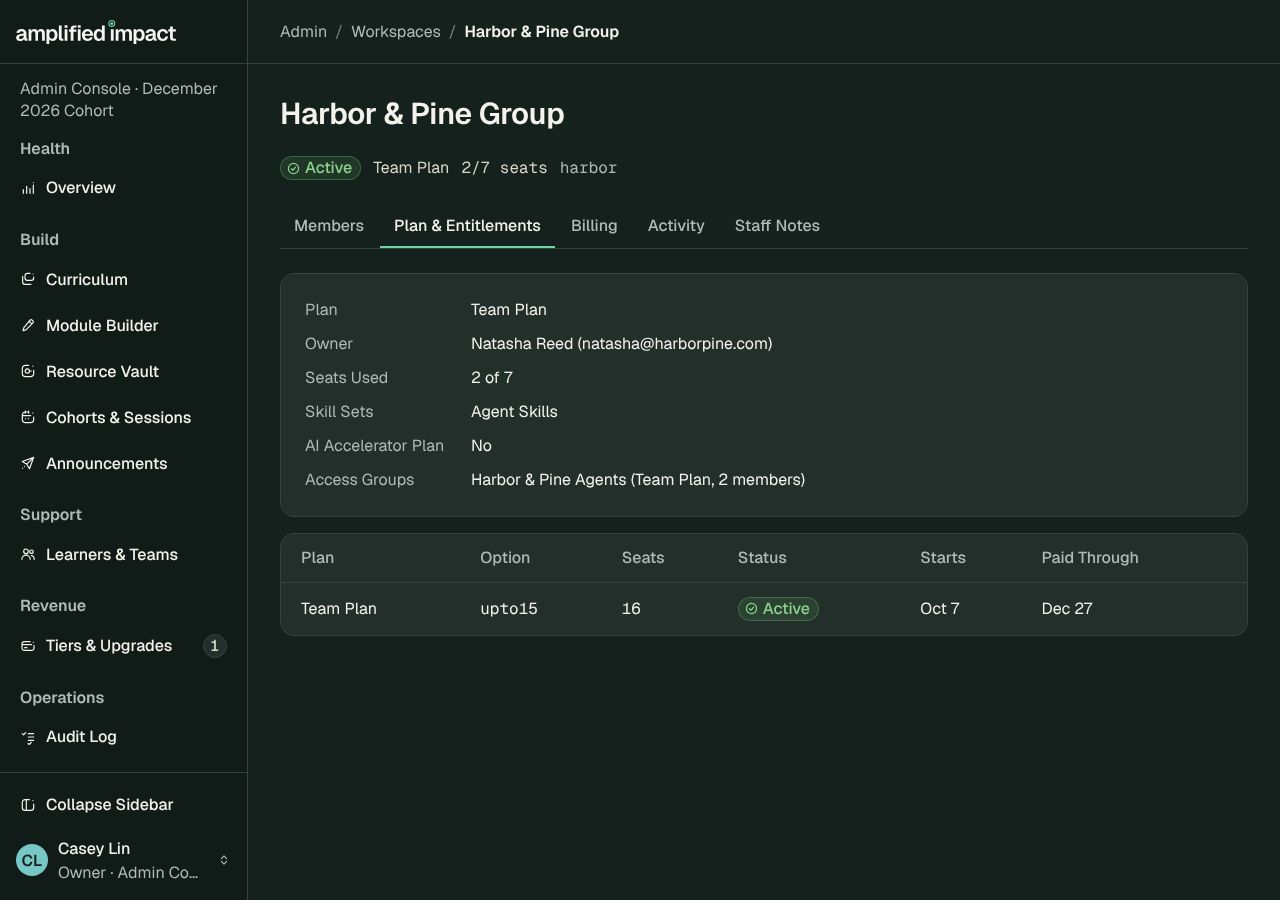 amplified impact
Admin / Workspaces / Harbor & Pine Group
Admin Console · December
2026 Cohort
Health
Overview
Build
Curriculum
Module Builder
Resource Vault
Cohorts & Sessions
Announcements
Support
Learners & Teams
Revenue
Tiers & Upgrades 1
Operations
Audit Log
Collapse Sidebar
CL
Casey Lin
Owner · Admin Co...
Harbor & Pine Group
Active Team Plan 2/7 seats harbor
Members Plan & Entitlements Billing Activity Staff Notes
Plan Team Plan
Owner Natasha Reed (natasha@harborpine.com)
Seats Used 2 of 7
Skill Sets Agent Skills
AI Accelerator Plan No
Access Groups Harbor & Pine Agents (Team Plan, 2 members)
Plan Option Seats Status Starts Paid Through
Team Plan upto15 16 Active Oct 7 Dec 27